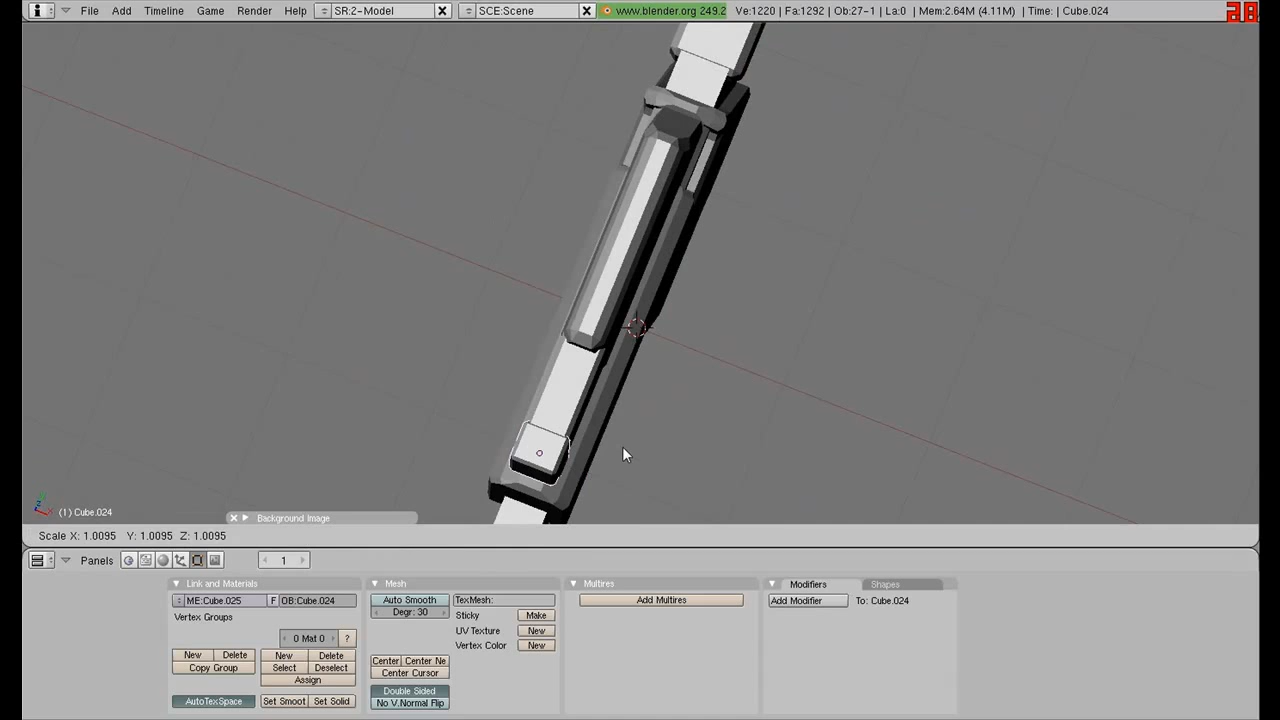 File Add Timeline Game Render Help SR:2-Model SCE:Scene www.blender.org 249.2 Ve:1220 | Fa:1292 | Ob:27-1 | La:0 | Mem:2.64M (4.11M) | Time: | Cube.024 28
(1) Cube.024
Background Image
Scale X: 1.0095 Y: 1.0095 Z: 1.0095
Panels 1
Link and Materials Mesh Multires Modifiers Shapes
ME:Cube.025 F OB:Cube.024 Auto Smooth TexMesh: Add Multires Add Modifier To: Cube.024
Vertex Groups Degr: 30 Sticky Make
UV Texture New
0 Mat 0 ? Vertex Color New
New Delete New Delete Center Center Ne
Copy Group Select Deselect Center Cursor
Assign
Double Sided
AutoTexSpace Set Smoot Set Solid No V.Normal Flip